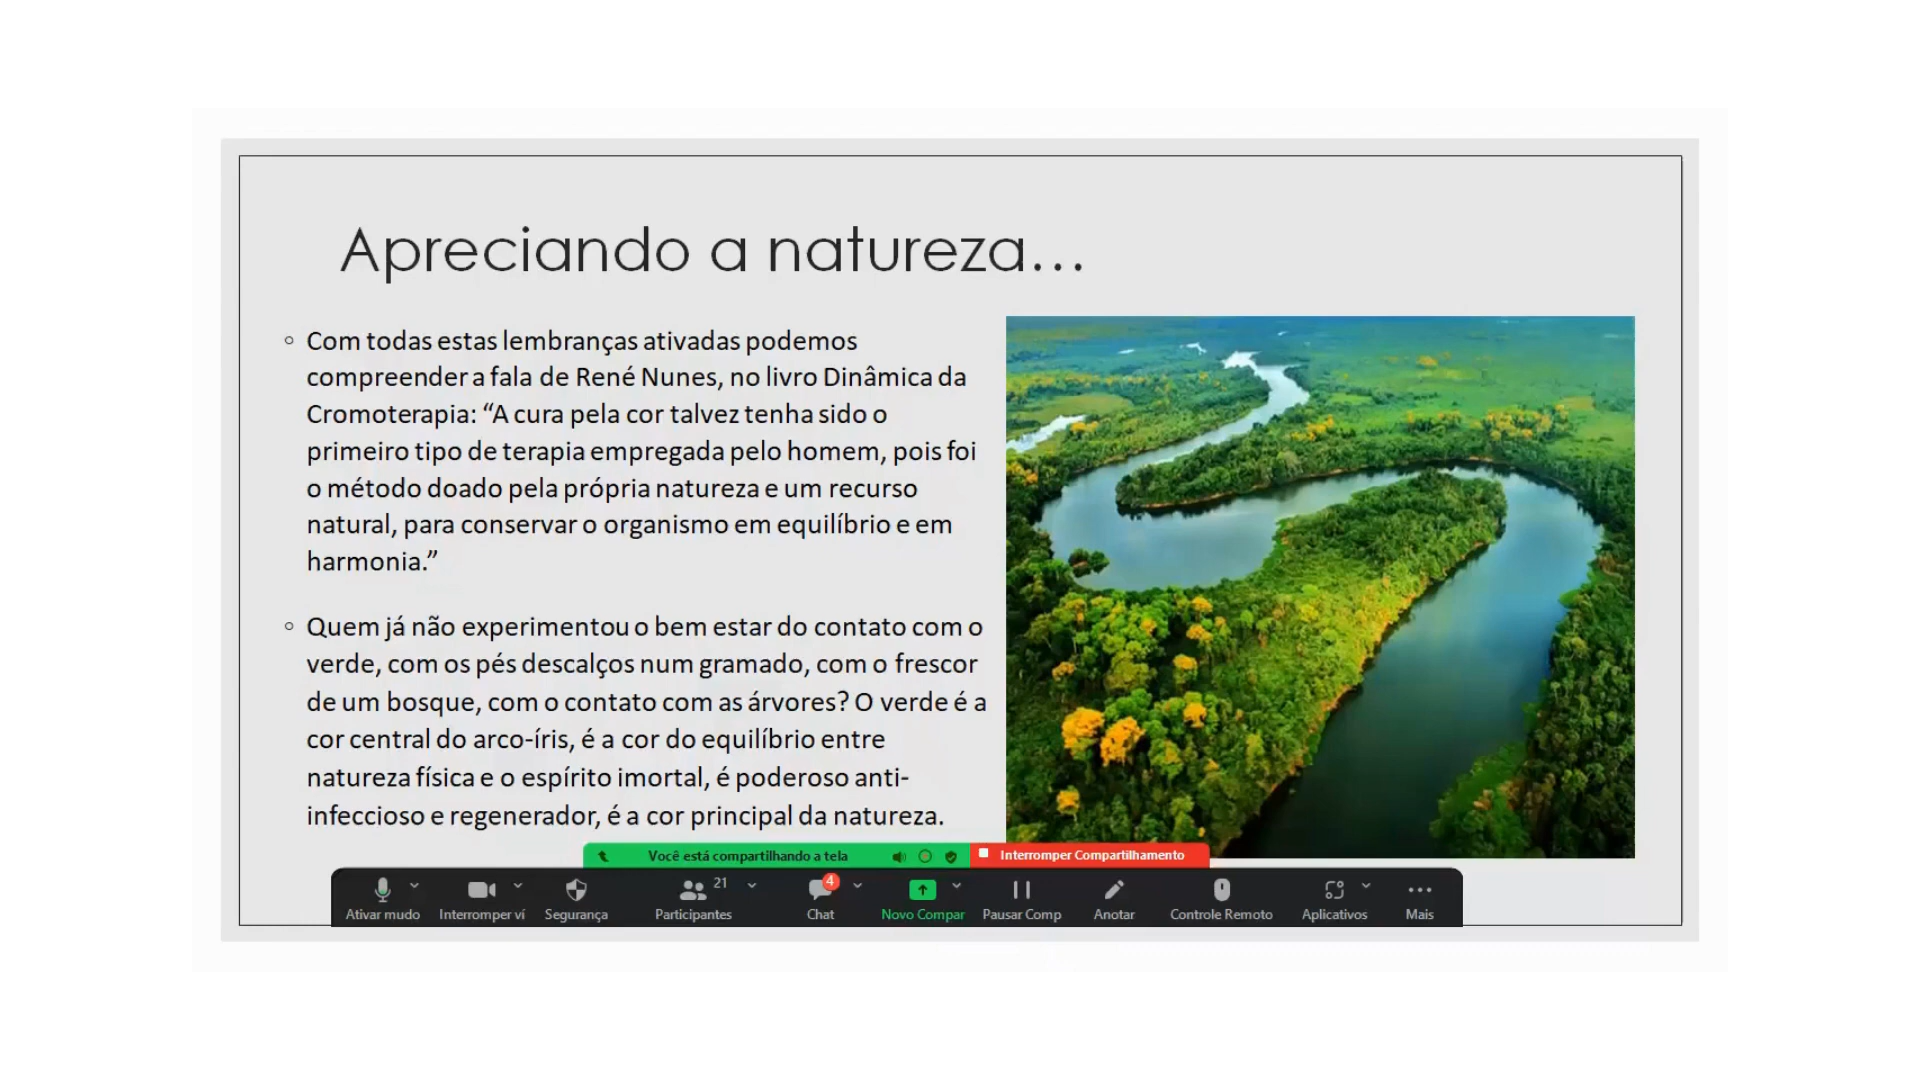 Apreciando a natureza...
Com todas estas lembranças ativadas podemos
compreender a fala de René Nunes, no livro Dinâmica da
Cromoterapia: “A cura pela cor talvez tenha sido o
primeiro tipo de terapia empregada pelo homem, pois foi
o método doado pela própria natureza e um recurso
natural, para conservar o organismo em equilíbrio e em
harmonia.”
Quem já não experimentou o bem estar do contato com o
verde, com os pés descalços num gramado, com o frescor
de um bosque, com o contato com as árvores? O verde é a
cor central do arco-íris, é a cor do equilíbrio entre
natureza física e o espírito imortal, é poderoso anti-
infeccioso e regenerador, é a cor principal da natureza.
Você está compartilhando a tela Interromper Compartilhamento
21 4
Ativar mudo Interromper ví Segurança Participantes Chat Novo Compar Pausar Comp Anotar Controle Remoto Aplicativos Mais